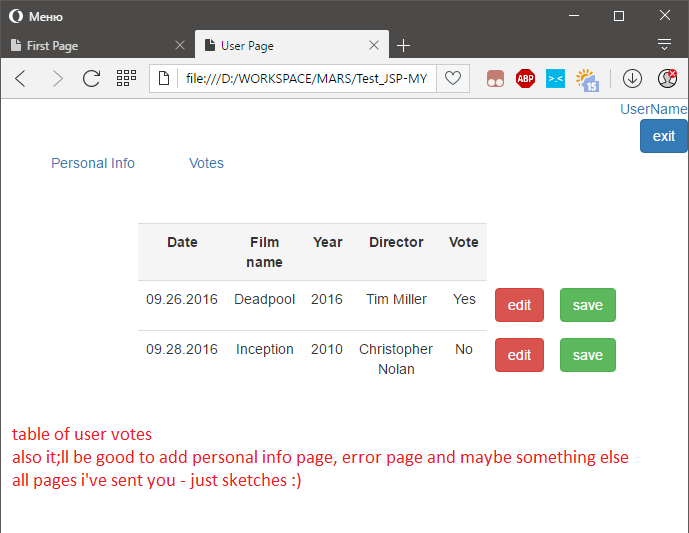 Меню
First Page
User Page
file:///D:/WORKSPACE/MARS/Test_JSP-MY
ABP
>.<
15
UserName
exit
Personal Info Votes
Date Film name Year Director Vote
09.26.2016 Deadpool 2016 Tim Miller Yes edit save
09.28.2016 Inception 2010 Christopher Nolan No edit save
table of user votes
also it;ll be good to add personal info page, error page and maybe something else
all pages i've sent you - just sketches :)